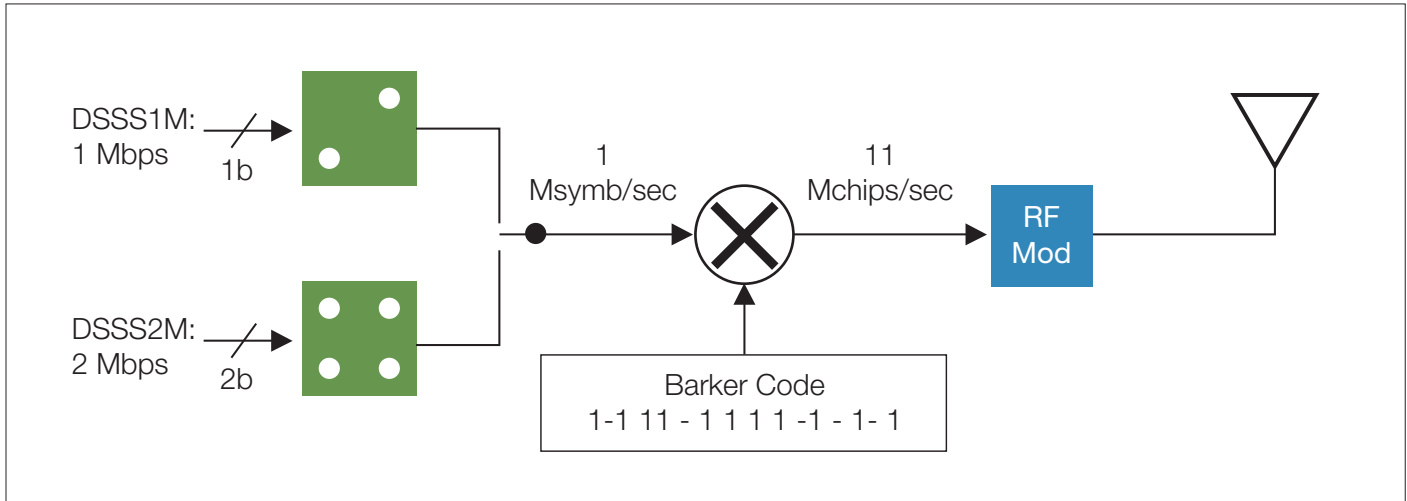 DSSS1M:
1 Mbps
1b
1
Msymb/sec
11
Mchips/sec
RF
Mod
DSSS2M:
2 Mbps
2b
Barker Code
1-1 11 - 1 1 1 1 -1 - 1- 1